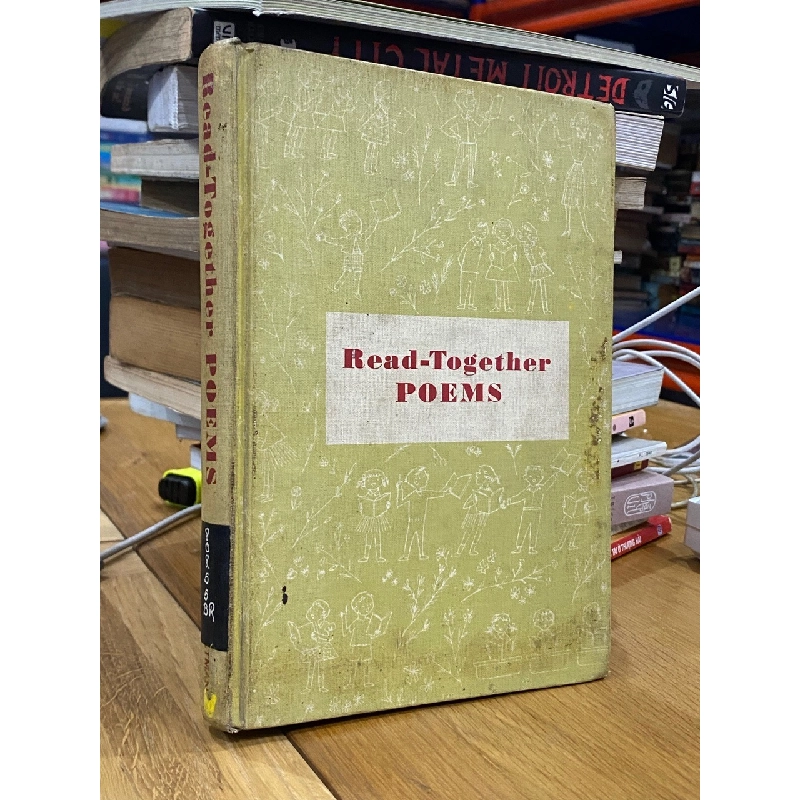 DETROIT METAL CITY
Read-Together POEMS
Read-Together
POEMS